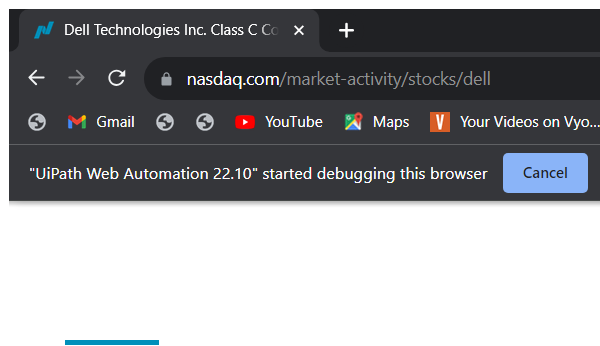 Dell Technologies Inc. Class C Co
nasdaq.com/market-activity/stocks/dell
Gmail YouTube Maps Your Videos on Vyo...
"UiPath Web Automation 22.10" started debugging this browser Cancel